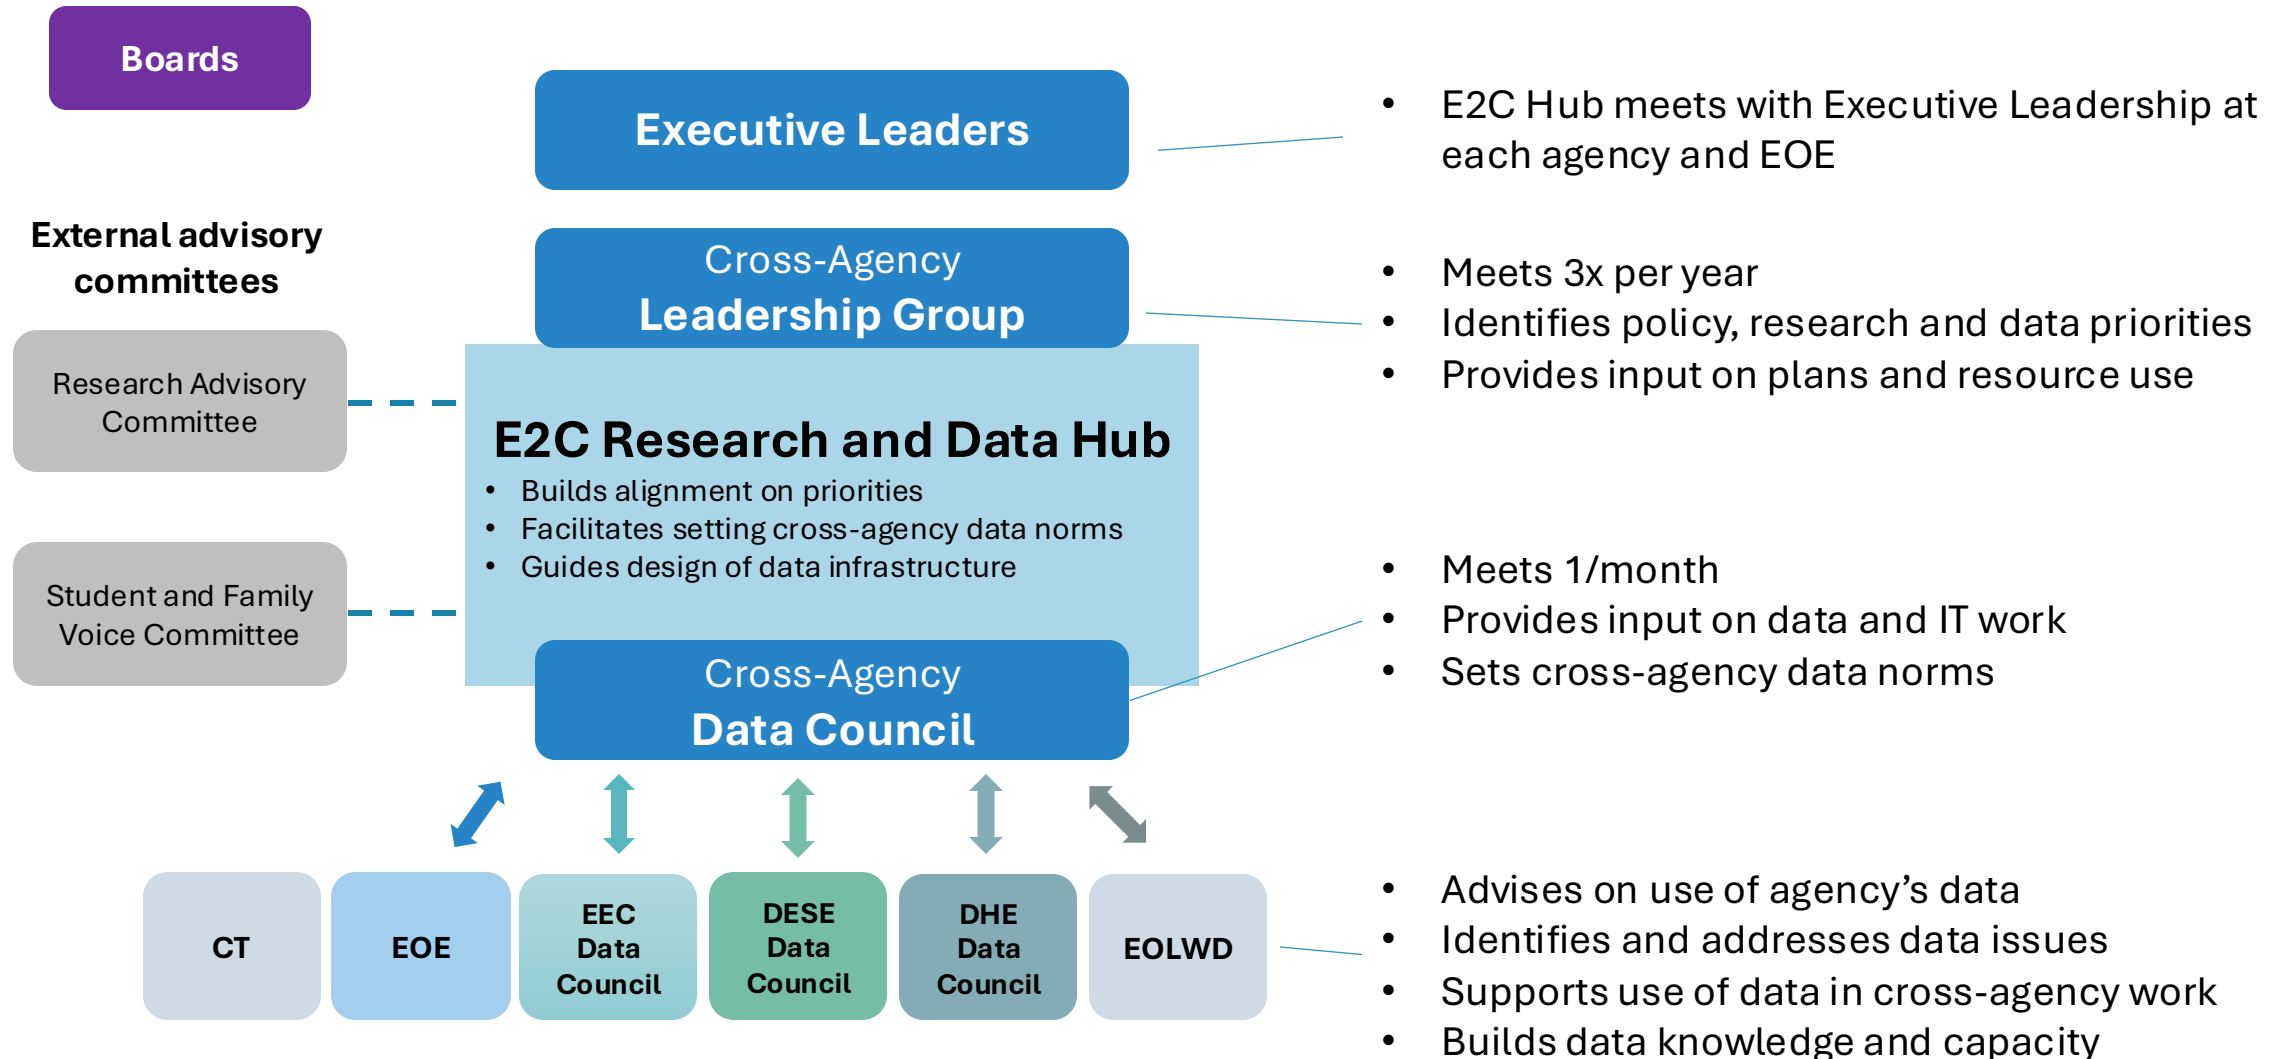 Boards
Executive Leaders
• E2C Hub meets with Executive Leadership at
each agency and EOE
External advisory
committees
Cross-Agency
Leadership Group
• Meets 3x per year
• Identifies policy, research and data priorities
• Provides input on plans and resource use
Research Advisory
Committee
E2C Research and Data Hub
• Builds alignment on priorities
• Facilitates setting cross-agency data norms
• Guides design of data infrastructure
Student and Family
Voice Committee
Cross-Agency
Data Council
• Meets 1/month
• Provides input on data and IT work
• Sets cross-agency data norms
CT
EOE
EEC
Data
Council
DESE
Data
Council
DHE
Data
Council
EOLWD
• Advises on use of agency’s data
• Identifies and addresses data issues
• Supports use of data in cross-agency work
• Builds data knowledge and capacity